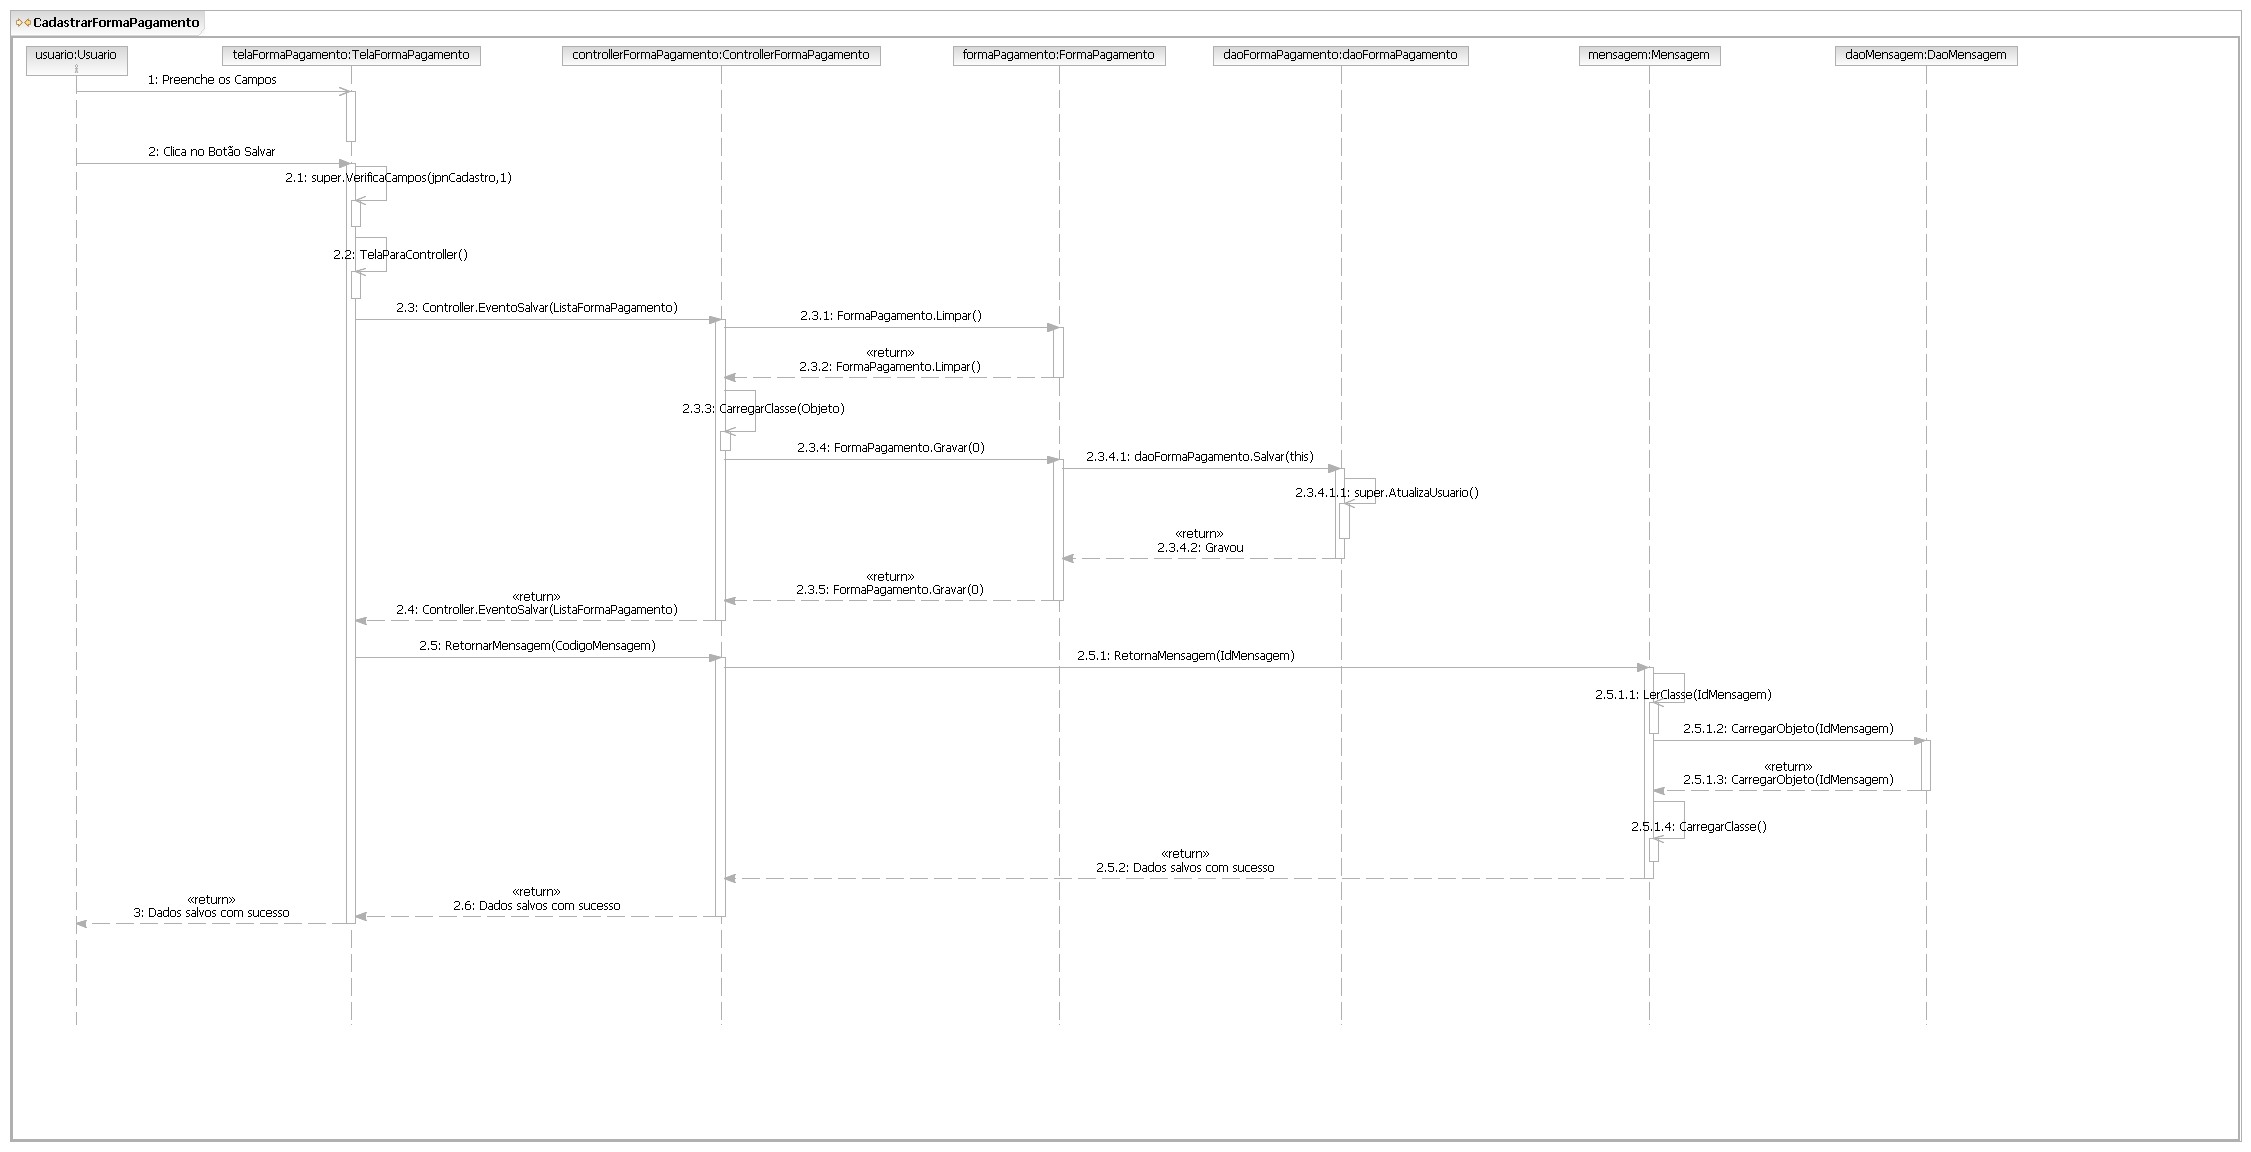 CadastrarFormaPagamento
usuario:Usuario
telaFormaPagamento:TelaFormaPagamento
controllerFormaPagamento:ControllerFormaPagamento
formaPagamento:FormaPagamento
daoFormaPagamento:daoFormaPagamento
mensagem:Mensagem
daoMensagem:DaoMensagem
1: Preenche os Campos
2: Clica no Botão Salvar
2.1: super.VerificaCampos(jpnCadastro,1)
2.2: TelaParaController()
2.3: Controller.EventoSalvar(ListaFormaPagamento)
2.3.1: FormaPagamento.Limpar()
«return»
2.3.2: FormaPagamento.Limpar()
2.3.3: CarregarClasse(Objeto)
2.3.4: FormaPagamento.Gravar(0)
2.3.4.1: daoFormaPagamento.Salvar(this)
2.3.4.1.1: super.AtualizaUsuario()
«return»
2.3.4.2: Gravou
«return»
2.3.5: FormaPagamento.Gravar(0)
«return»
2.4: Controller.EventoSalvar(ListaFormaPagamento)
2.5: RetornarMensagem(CodigoMensagem)
2.5.1: RetornaMensagem(IdMensagem)
2.5.1.1: LerClasse(IdMensagem)
2.5.1.2: CarregarObjeto(IdMensagem)
«return»
2.5.1.3: CarregarObjeto(IdMensagem)
2.5.1.4: CarregarClasse()
«return»
2.5.2: Dados salvos com sucesso
«return»
2.6: Dados salvos com sucesso
«return»
3: Dados salvos com sucesso